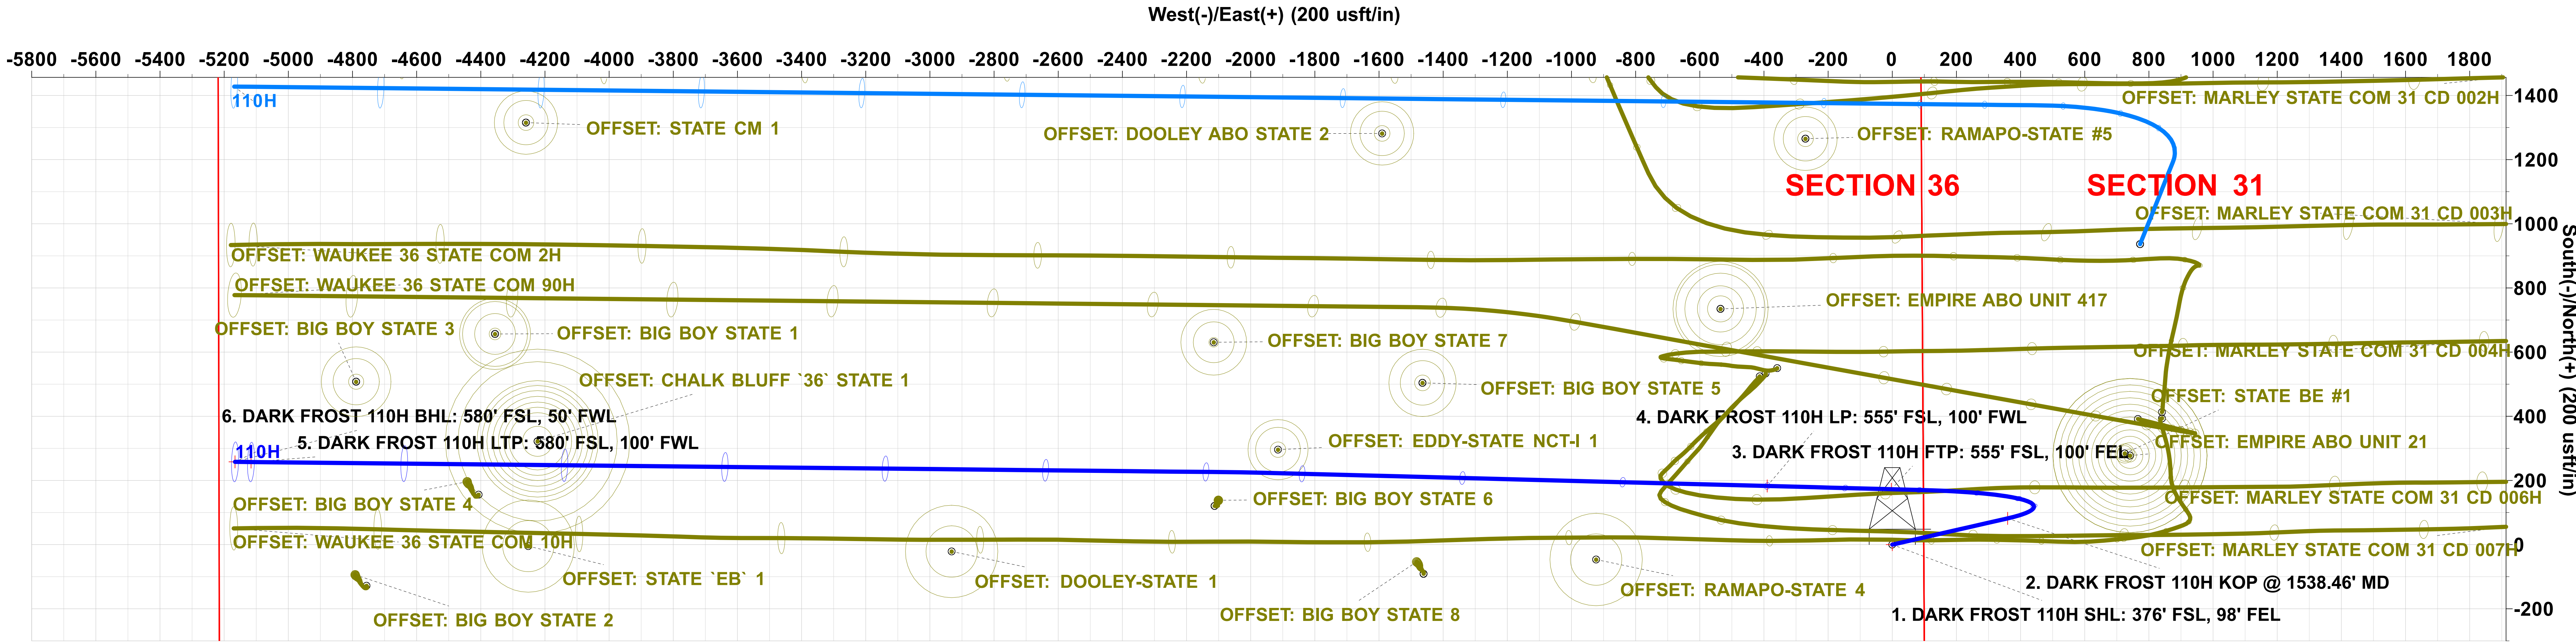 West(-)/East(+) (200 usft/in)
-5800 -5600 -5400 -5200 -5000 -4800 -4600 -4400 -4200 -4000 -3800 -3600 -3400 -3200 -3000 -2800 -2600 -2400 -2200 -2000 -1800 -1600 -1400 -1200 -1000 -800 -600 -400 -200 0 200 400 600 800 1000 1200 1400 1600 1800
110H
OFFSET: MARLEY STATE COM 31 CD 002H
1400
OFFSET: STATE CM 1
OFFSET: DOOLEY ABO STATE 2
OFFSET: RAMAPO-STATE #5
1200
SECTION 36
SECTION 31
OFFSET: MARLEY STATE COM 31 CD 003H
1000
OFFSET: WAUKEE 36 STATE COM 2H
OFFSET: WAUKEE 36 STATE COM 90H
800
OFFSET: EMPIRE ABO UNIT 417
OFFSET: BIG BOY STATE 3
OFFSET: BIG BOY STATE 1
OFFSET: BIG BOY STATE 7
OFFSET: MARLEY STATE COM 31 CD 004H
600
South(-)/North(+) (200 usft/in)
OFFSET: CHALK BLUFF `36` STATE 1
OFFSET: BIG BOY STATE 5
OFFSET: STATE BE #1
6. DARK FROST 110H BHL: 580' FSL, 50' FWL
4. DARK FROST 110H LP: 555' FSL, 100' FWL
400
5. DARK FROST 110H LTP: 580' FSL, 100' FWL
OFFSET: EDDY-STATE NCT-I 1
OFFSET: EMPIRE ABO UNIT 21
110H
3. DARK FROST 110H FTP: 555' FSL, 100' FEL
200
OFFSET: BIG BOY STATE 4
OFFSET: BIG BOY STATE 6
OFFSET: MARLEY STATE COM 31 CD 006H
OFFSET: WAUKEE 36 STATE COM 10H
0
OFFSET: MARLEY STATE COM 31 CD 007H
OFFSET: STATE `EB` 1
OFFSET: DOOLEY-STATE 1
OFFSET: RAMAPO-STATE 4
2. DARK FROST 110H KOP @ 1538.46' MD
-200
OFFSET: BIG BOY STATE 2
OFFSET: BIG BOY STATE 8
1. DARK FROST 110H SHL: 376' FSL, 98' FEL